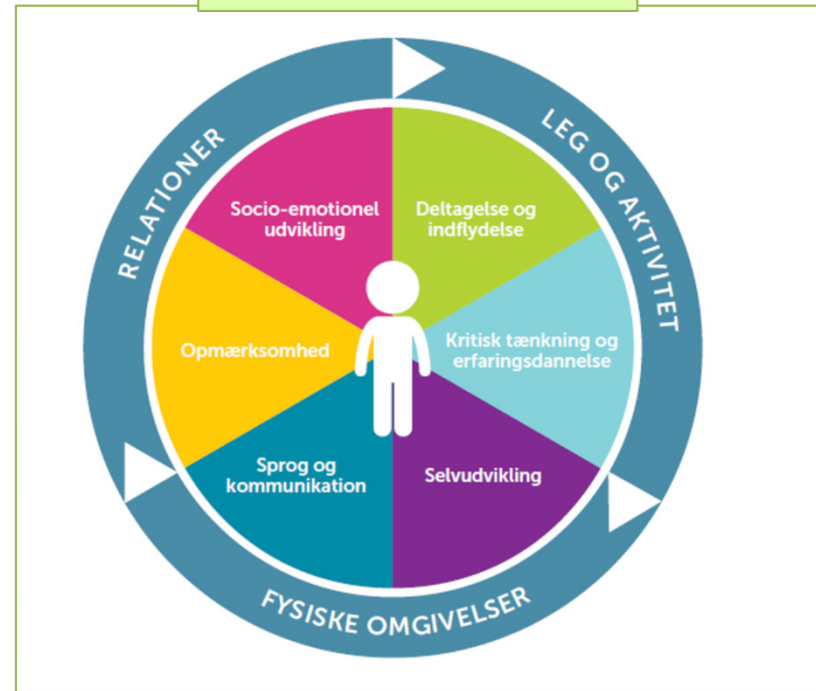 RELATIONER
LEG OG AKTIVITET
Socio-emotionel
udvikling
Deltagelse og
indflydelse
Opmærksomhed
Kritisk tænkning og
erfaringsdannelse
Sprog og
kommunikation
Selvudvikling
FYSISKE OMGIVELSER